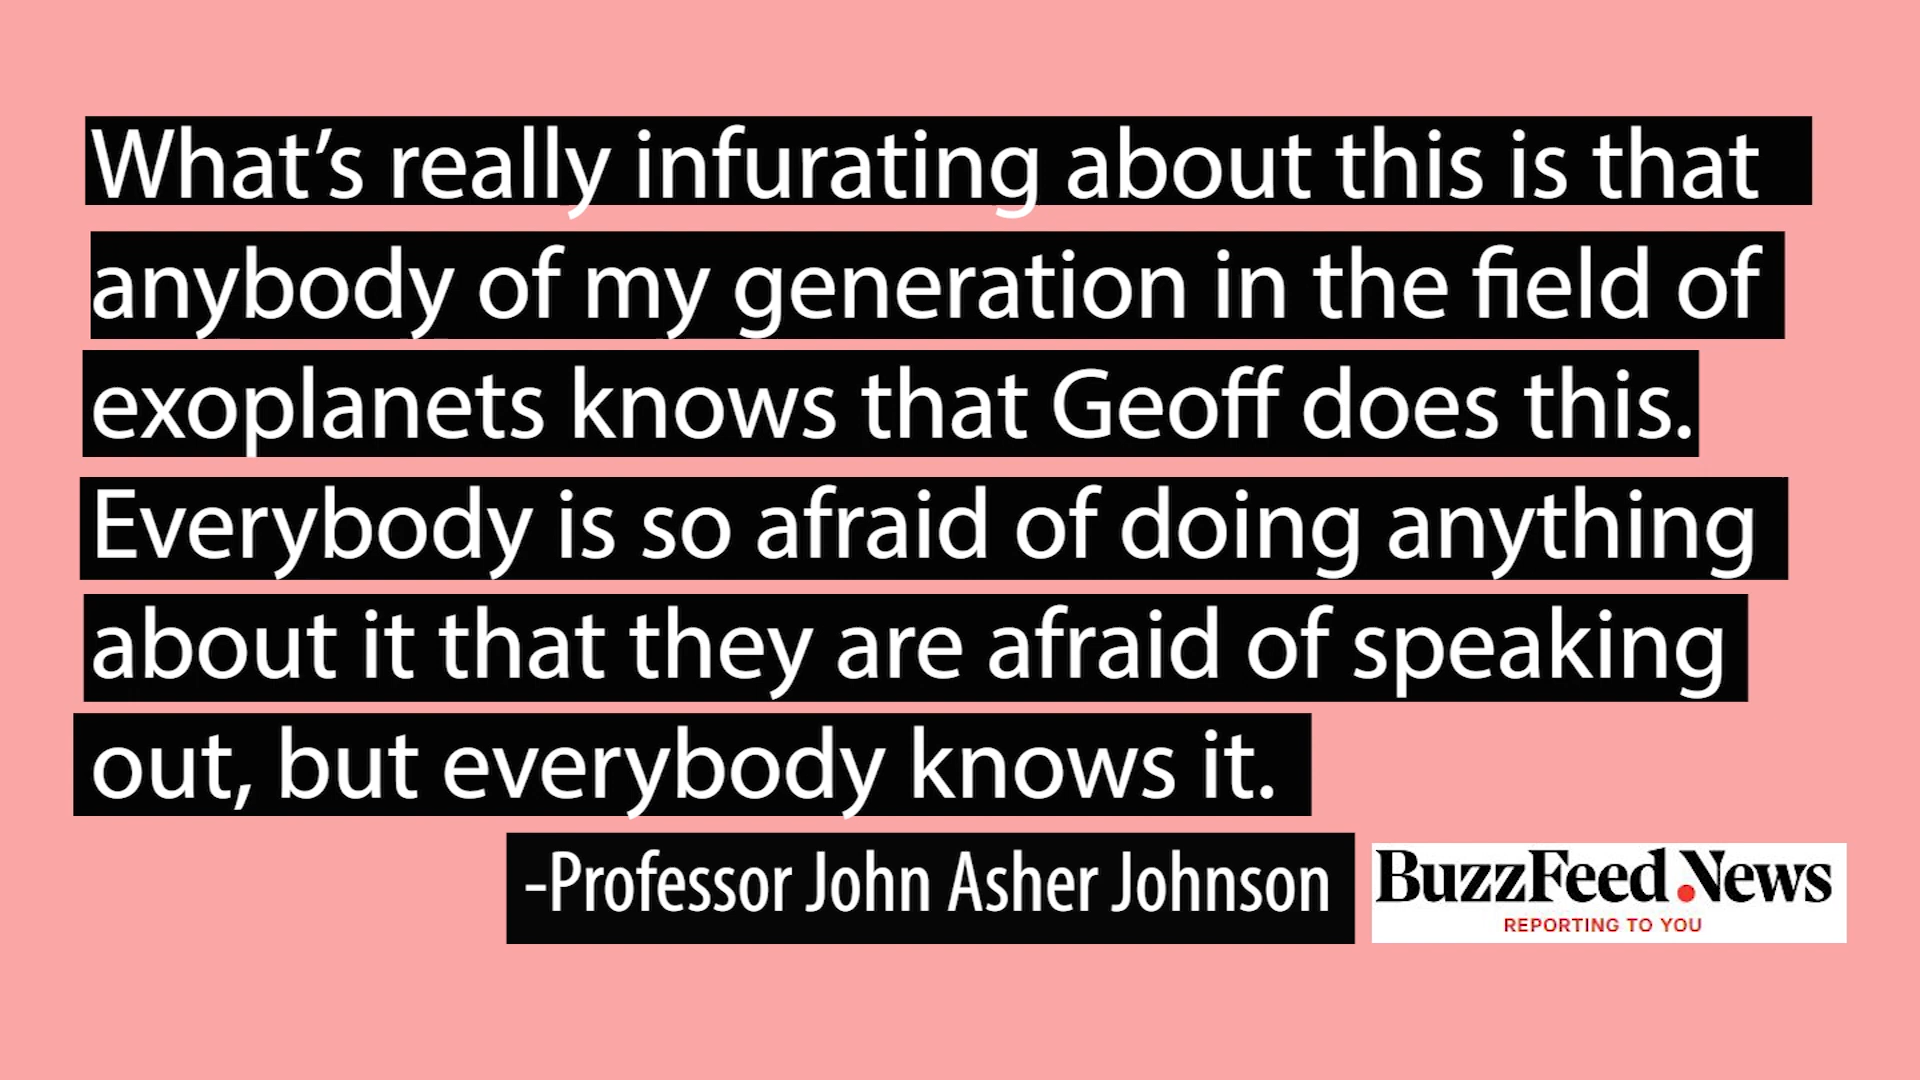 What’s really infurating about this is that
anybody of my generation in the field of
exoplanets knows that Geoff does this.
Everybody is so afraid of doing anything
about it that they are afraid of speaking
out, but everybody knows it.
-Professor John Asher Johnson
BuzzFeed News
REPORTING TO YOU